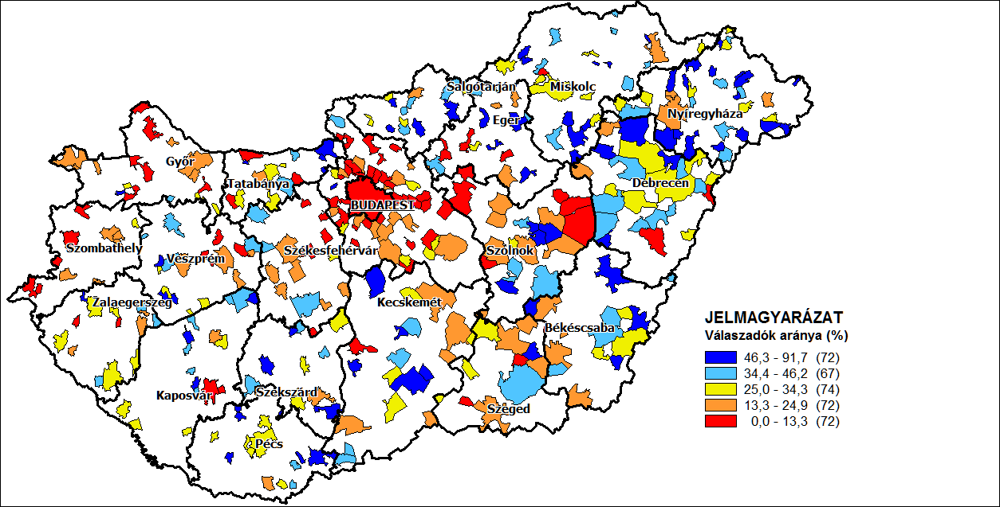 Salgótarján
Miskolc
Nyíregyháza
Eger
Győr
Tatabánya
Debrecen
BUDAPEST
Szombathely
Veszprém
Székesfehérvár
Szolnok
Zalaegerszeg
Kecskemét
Békéscsaba
Kaposvár
Szekszárd
Szeged
Pécs
JELMAGYARÁZAT
Válaszadók aránya (%)
46,3 - 91,7 (72)
34,4 - 46,2 (67)
25,0 - 34,3 (74)
13,3 - 24,9 (72)
0,0 - 13,3 (72)